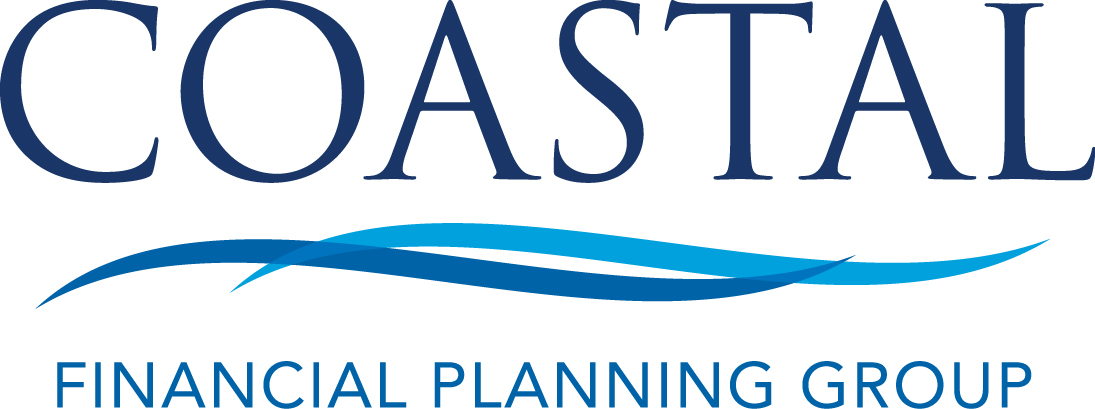 COASTAL
FINANCIAL PLANNING GROUP